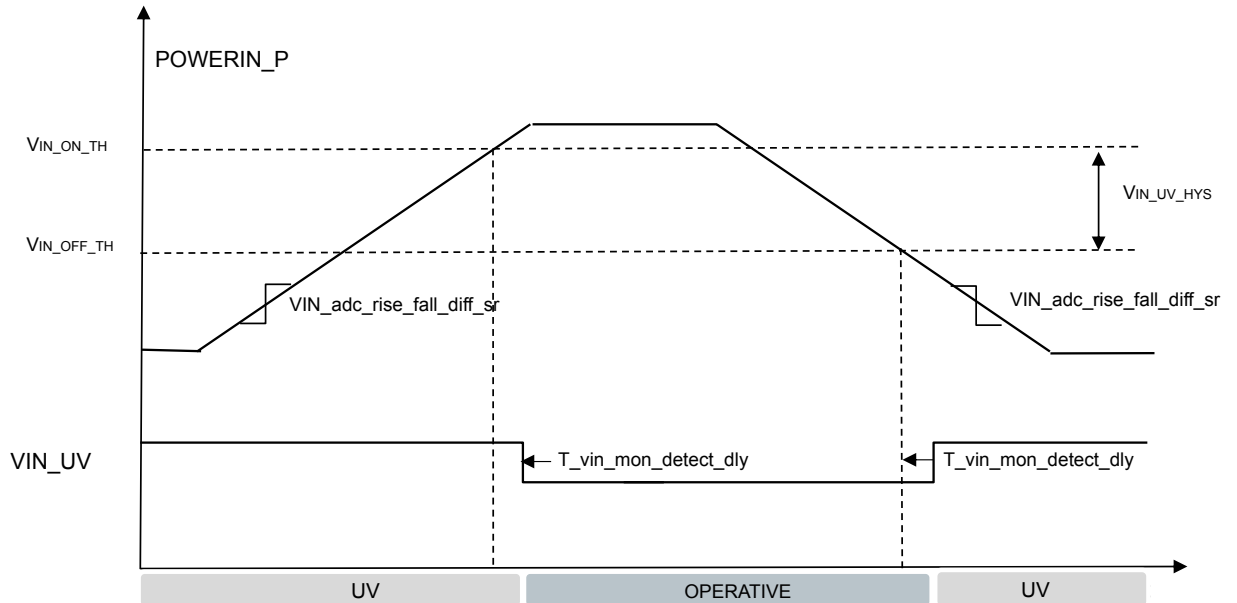 POWERIN_P
VIN_ON_TH
VIN_UV_HYS
VIN_OFF_TH
VIN_adc_rise_fall_diff_sr
VIN_adc_rise_fall_diff_sr
VIN_UV
T_vin_mon_detect_dly
T_vin_mon_detect_dly
UV
OPERATIVE
UV